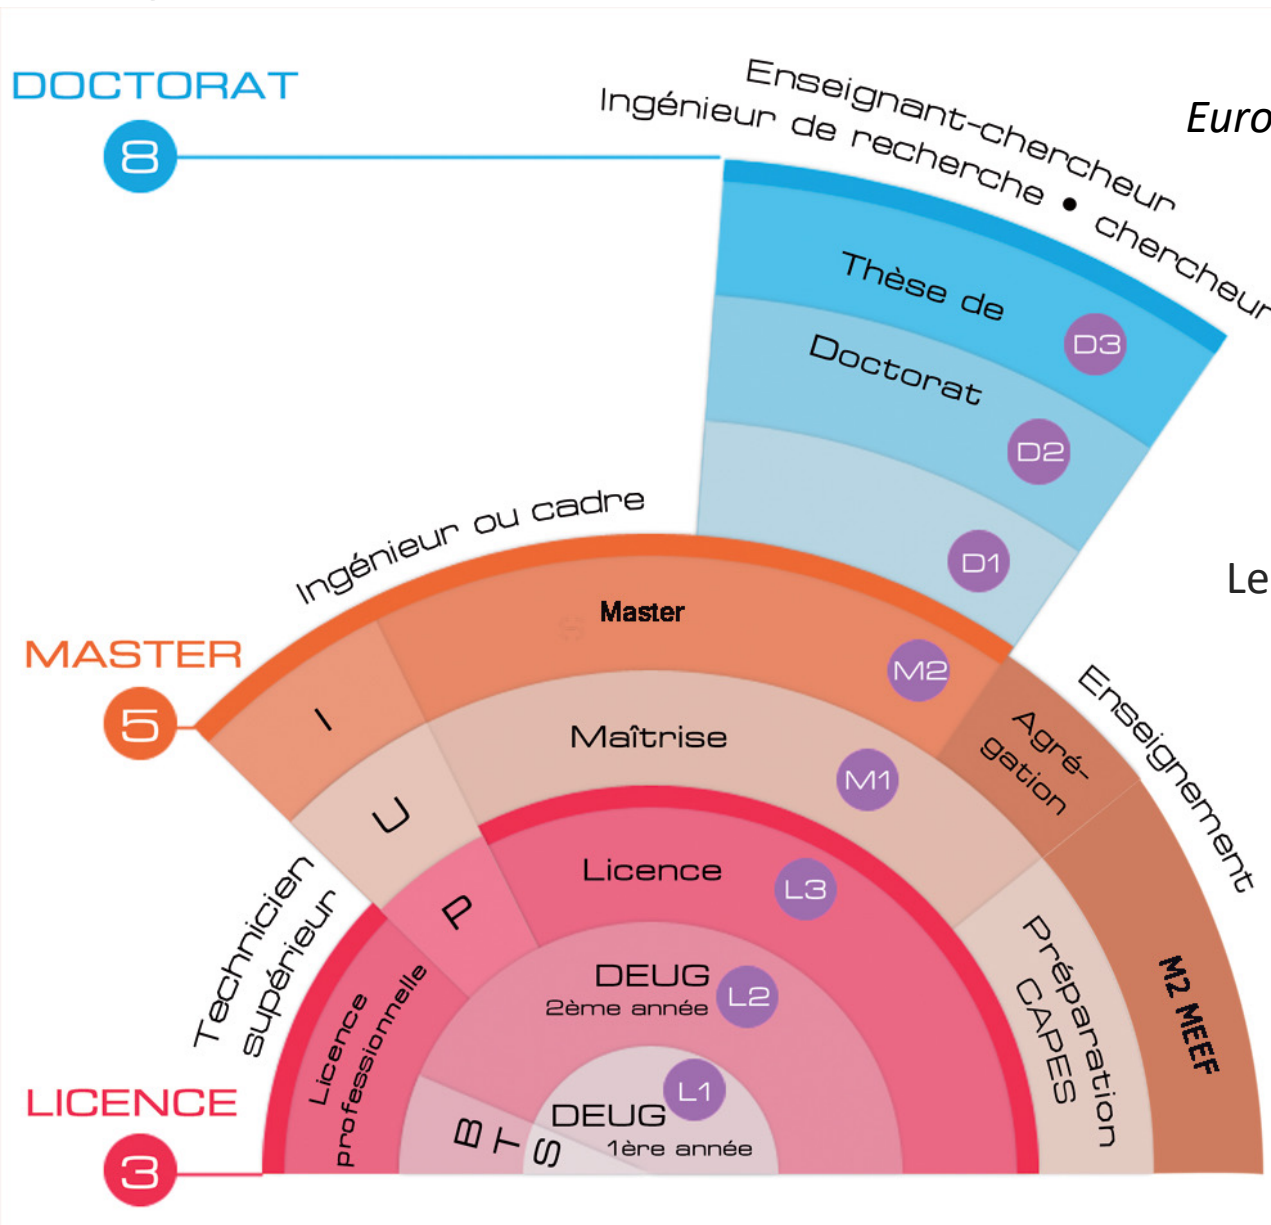 DOCTORAT
8
Enseignant-chercheur
Ingénieur de recherche • chercheur
Euro
Thèse de
D3
Doctorat
D2
D1
Ingénieur ou cadre
Le
MASTER
5
I
Master
M2
U
Maîtrise
M1
Agré-
gation
Enseignement
Technicien
supérieur
P
Licence
L3
Licence
professionnelle
DEUG
2ème année
L2
Préparation
CAPES
M2 MEEF
LICENCE
3
B
T
S
DEUG
1ère année
L1